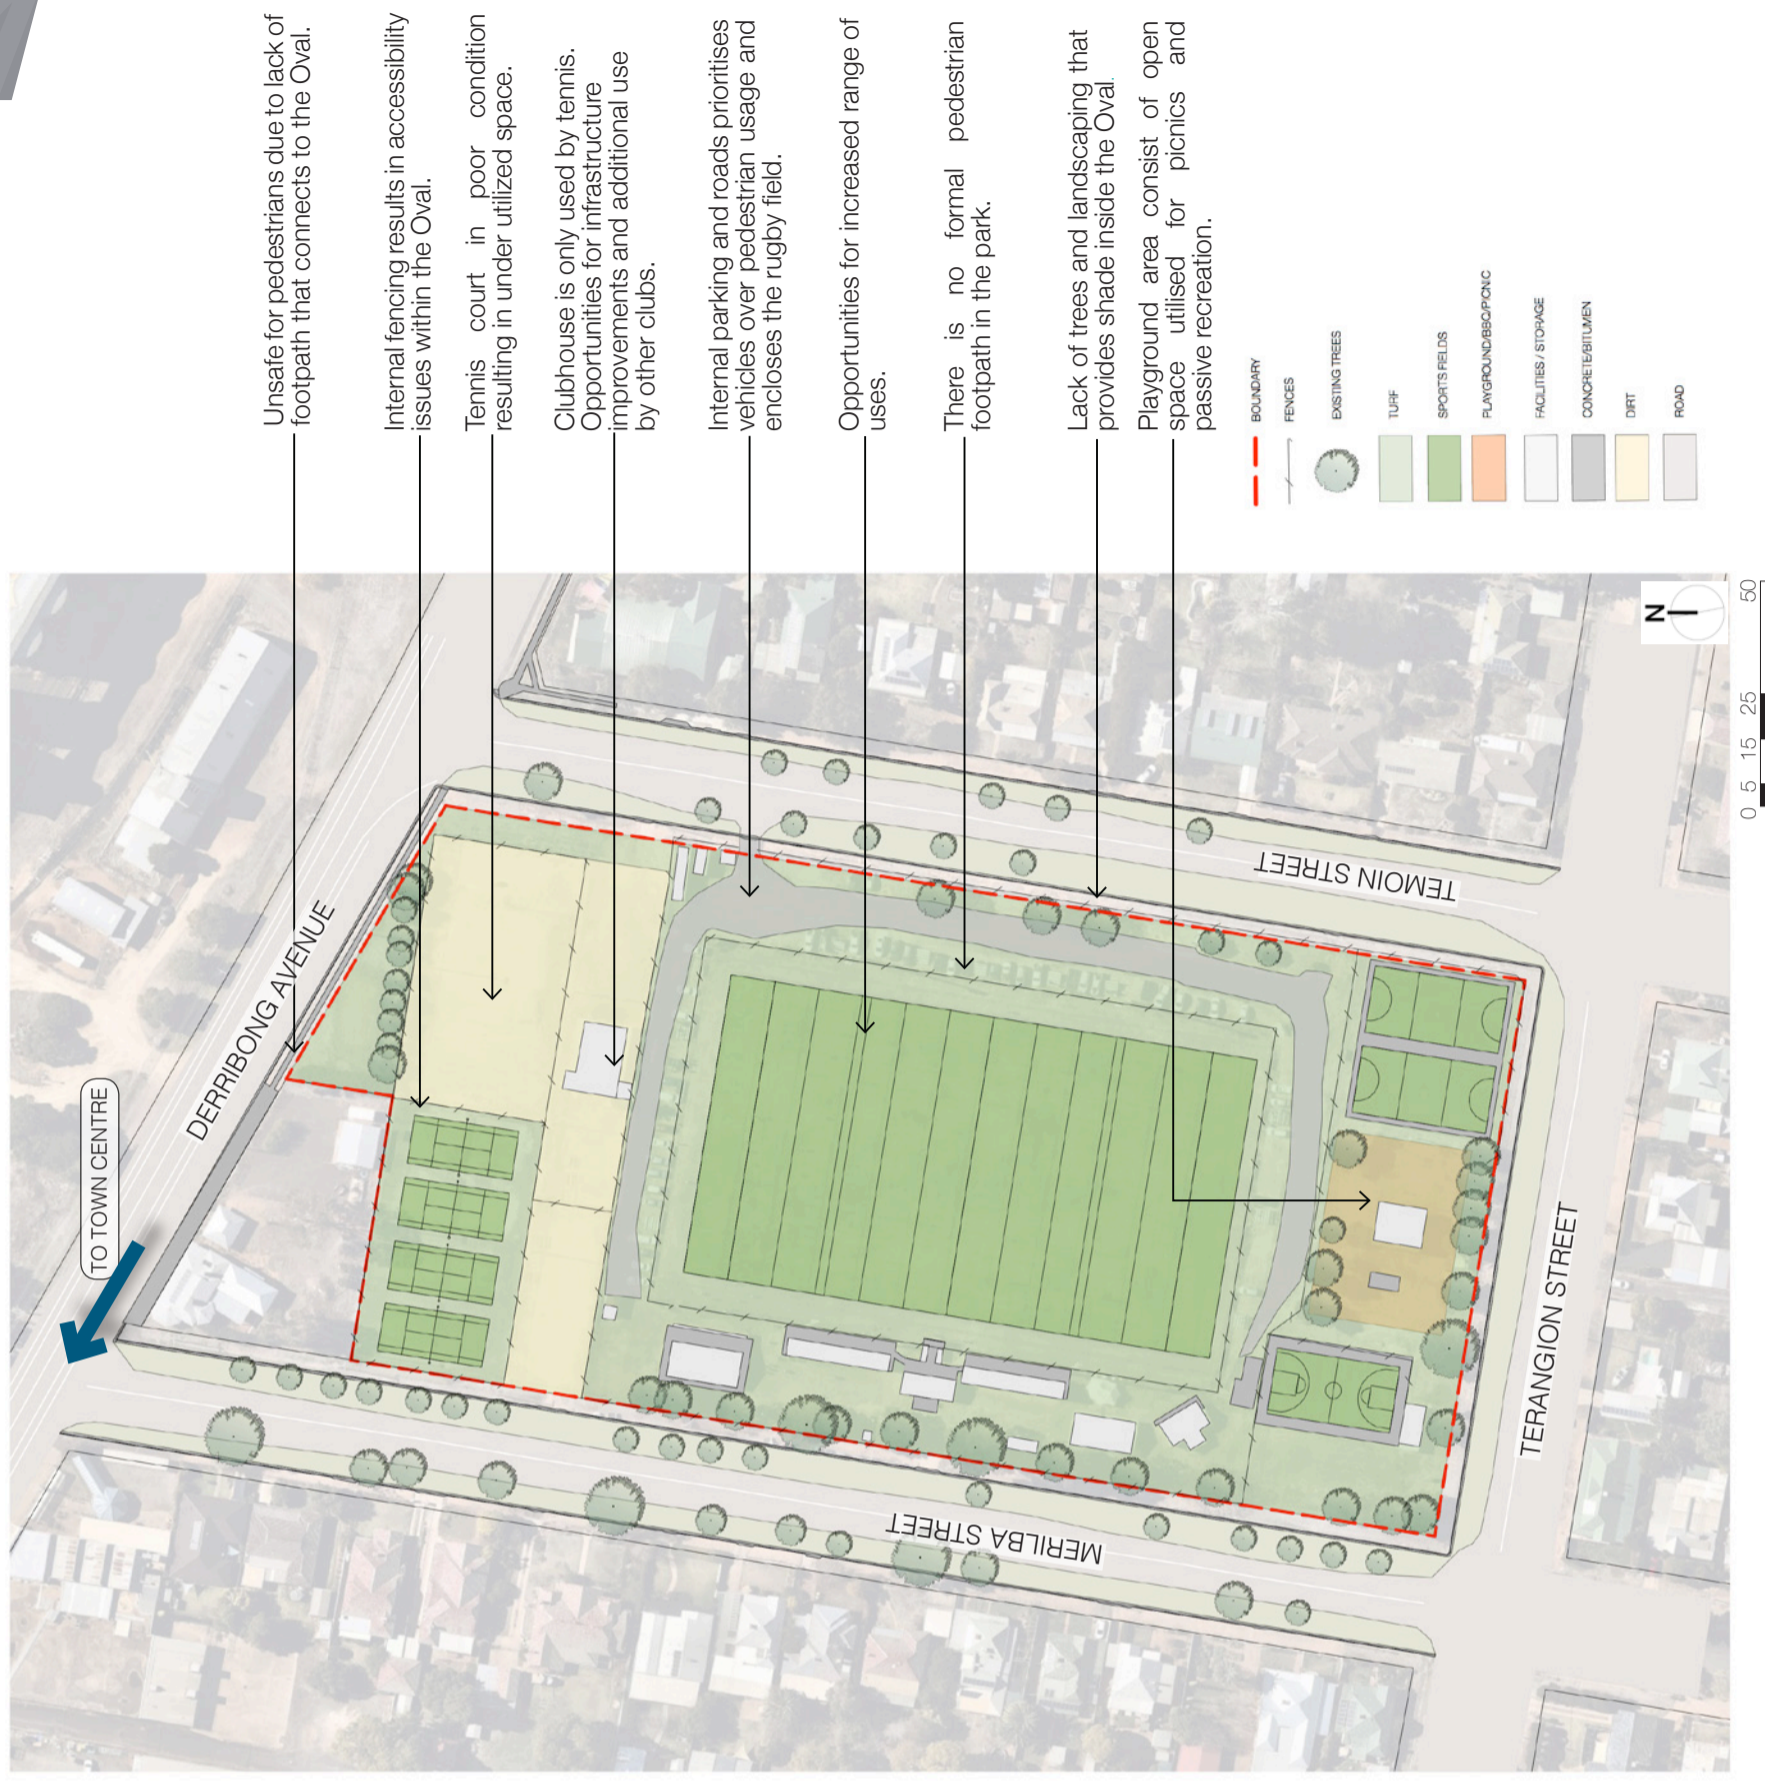 Unsafe for pedestrians due to lack of
footpath that connects to the Oval.
Internal fencing results in accessibility
issues within the Oval.
Tennis court in poor condition
resulting in under utilized space.
Clubhouse is only used by tennis.
Opportunities for infrastructure
improvements and additional use
by other clubs.
Internal parking and roads prioritises
vehicles over pedestrian usage and
encloses the rugby field.
Opportunities for increased range of
uses.
There is no formal pedestrian
footpath in the park.
Lack of trees and landscaping that
provides shade inside the Oval.
Playground area consist of open
space utilised for picnics and
passive recreation.
BOUNDARY
FENCES
EXISTING TREES
TURF
SPORTS FIELDS
PLAYGROUND/BBQ/PICNIC
FACILITIES / STORAGE
CONCRETE/BITUMEN
DIRT
ROAD
TO TOWN CENTRE
DERRIBONG AVENUE
TEMOIN STREET
TERANGION STREET
MERILBA STREET
N
0 5 15 25 50